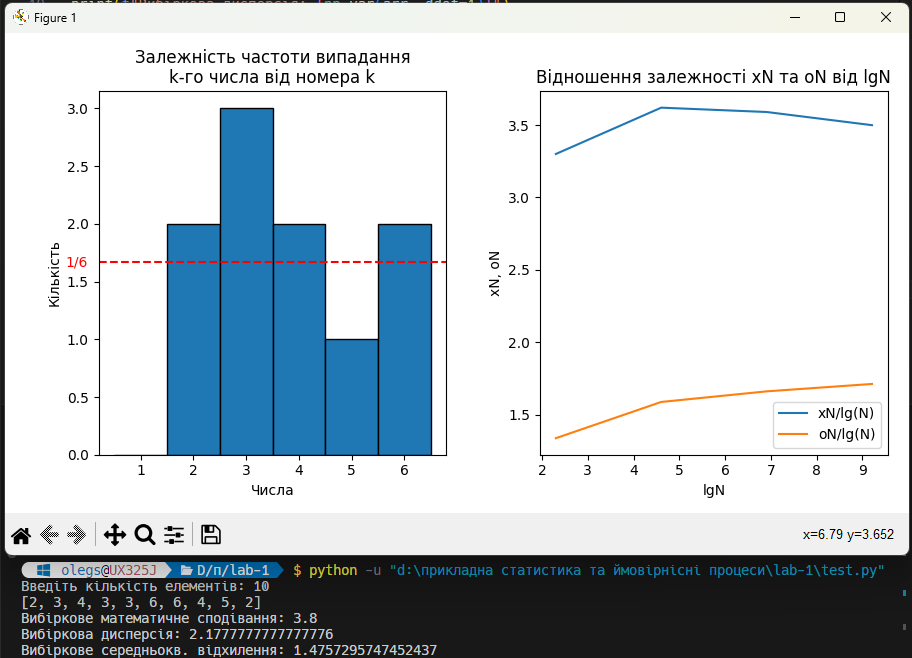 Figure 1
Залежність частоти випадання
k-го числа від номера k
3.0
2.5
2.0
1/6
1.5
1.0
0.5
0.0
Кількість
1 2 3 4 5 6
Числа
Відношення залежності xN та oN від lgN
3.5
3.0
2.5
2.0
1.5
xN, oN
xN/lg(N)
oN/lg(N)
2 3 4 5 6 7 8 9
lgN
x=6.79 y=3.652
olegs@UX325J D/п/lab-1 $ python -u "d:\прикладна статистика та ймовірнісні процеси\lab-1\test.py"
Введіть кількість елементів: 10
[2, 3, 4, 3, 3, 6, 6, 4, 5, 2]
Вибіркове математичне сподівання: 3.8
Вибіркова дисперсія: 2.1777777777777776
Вибіркове середньокв. відхилення: 1.4757295747452437